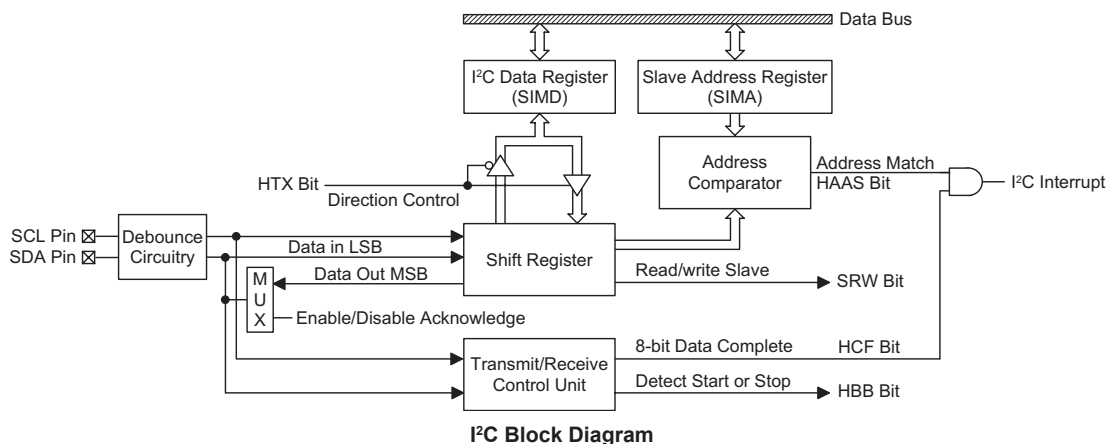 Data Bus
I²C Data Register
(SIMD)
Slave Address Register
(SIMA)
HTX Bit
Direction Control
Address
Comparator
Address Match
HAAS Bit
I²C Interrupt
SCL Pin
SDA Pin
Debounce
Circuitry
Data in LSB
Shift Register
Data Out MSB
M
U
X
Enable/Disable Acknowledge
Read/write Slave
SRW Bit
Transmit/Receive
Control Unit
8-bit Data Complete
HCF Bit
Detect Start or Stop
HBB Bit
I²C Block Diagram